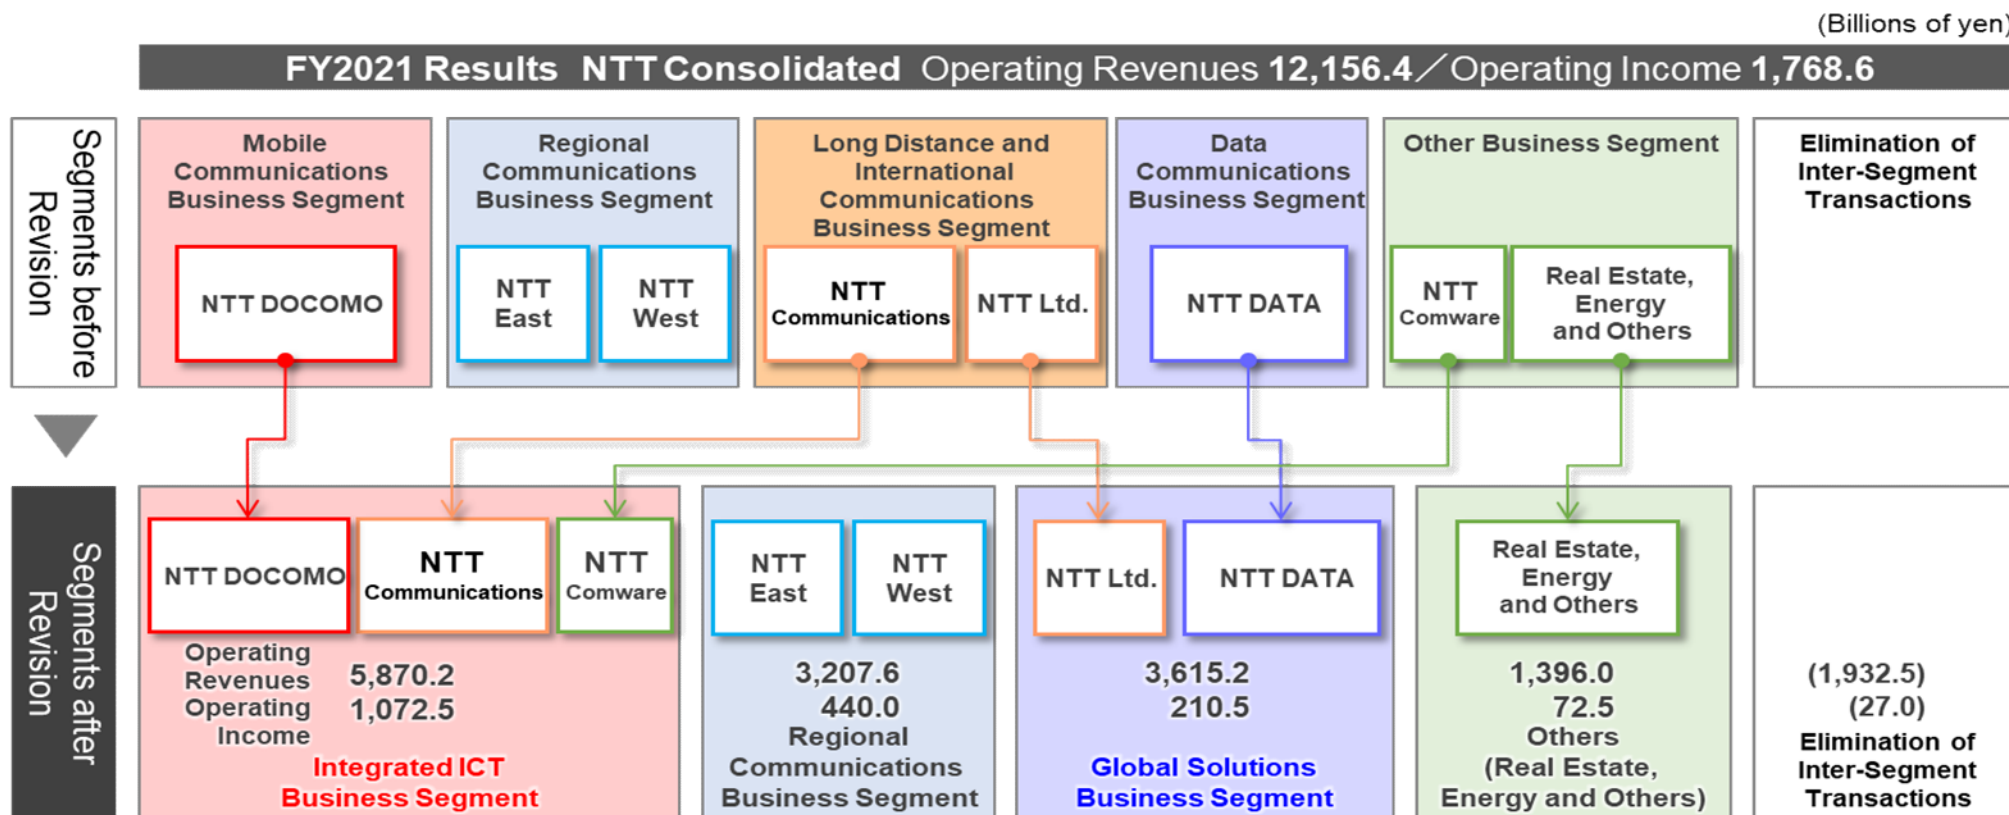 (Billions of yen)
FY2021 Results NTT Consolidated Operating Revenues 12,156.4／Operating Income 1,768.6
Segments before
Revision
Mobile
Communications
Business Segment
NTT DOCOMO
Regional
Communications
Business Segment
NTT
East
NTT
West
Long Distance and
International
Communications
Business Segment
NTT
Communications
NTT Ltd.
Data
Communications
Business Segment
NTT DATA
Other Business Segment
NTT
Comware
Real Estate,
Energy
and Others
Elimination of
Inter-Segment
Transactions
Segments after
Revision
NTT DOCOMO
NTT
Communications
NTT
Comware
Operating
Revenues
5,870.2
Operating
Income
1,072.5
Integrated ICT
Business Segment
NTT
East
NTT
West
3,207.6
440.0
Regional
Communications
Business Segment
NTT Ltd.
NTT DATA
3,615.2
210.5
Global Solutions
Business Segment
Real Estate,
Energy
and Others
1,396.0
72.5
Others
(Real Estate,
Energy and Others)
(1,932.5)
(27.0)
Elimination of
Inter-Segment
Transactions